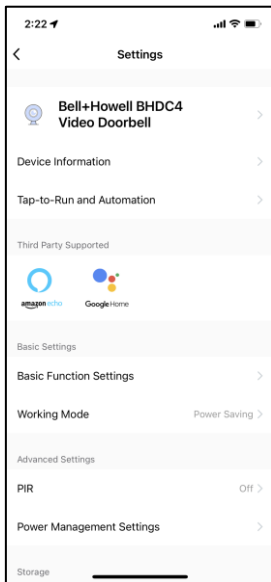 2:22
Settings
Bell+Howell BHDC4
Video Doorbell
Device Information
Tap-to-Run and Automation
Third Party Supported
amazon echo
Google Home
Basic Settings
Basic Function Settings
Working Mode
Power Saving
Advanced Settings
PIR
Off
Power Management Settings
Storage